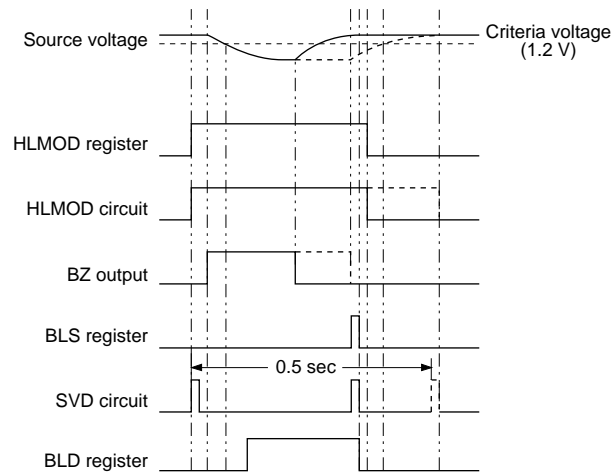 Source voltage
Criteria voltage
(1.2 V)
HLMOD register
HLMOD circuit
BZ output
BLS register
0.5 sec
SVD circuit
BLD register